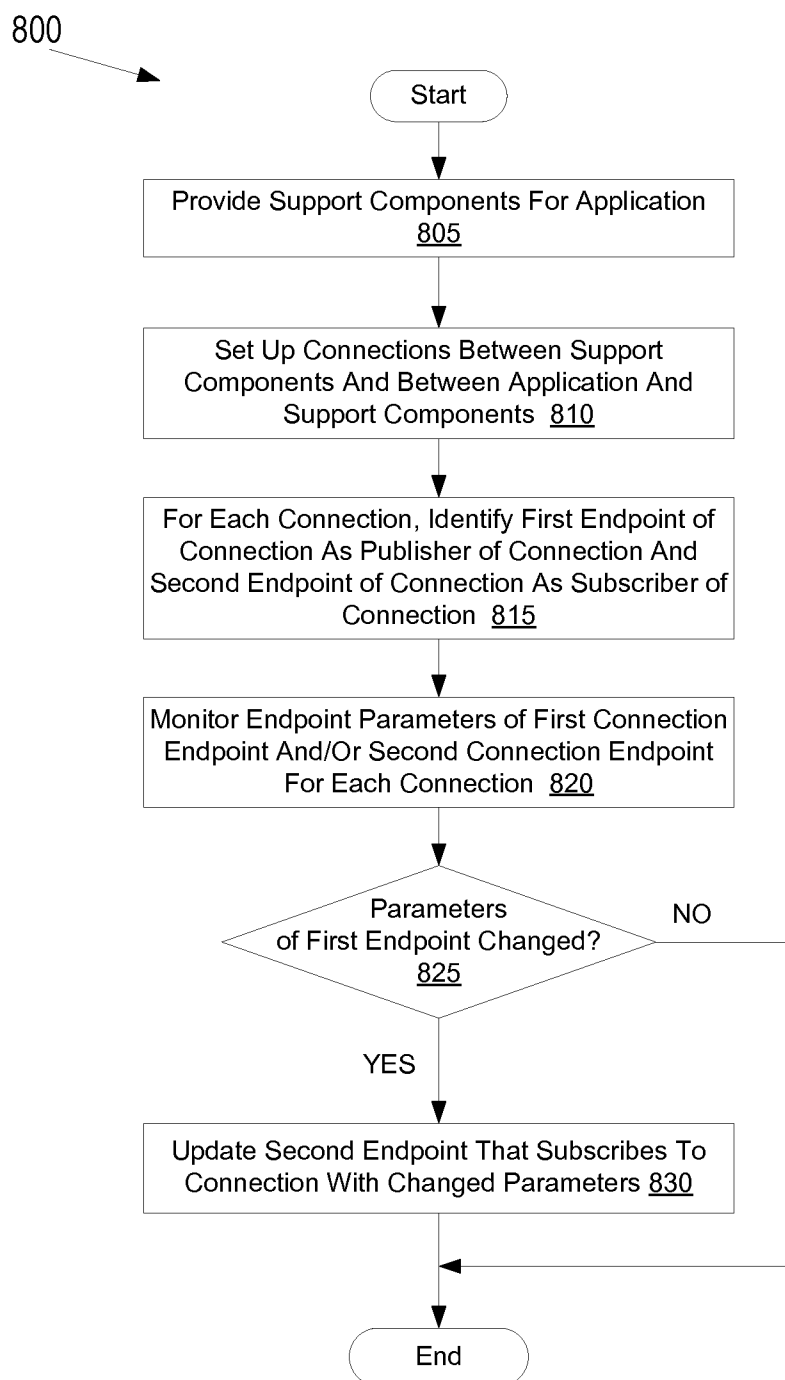 800
Start
Provide Support Components For Application
805
Set Up Connections Between Support
Components And Between Application And
Support Components 810
For Each Connection, Identify First Endpoint of
Connection As Publisher of Connection And
Second Endpoint of Connection As Subscriber of
Connection 815
Monitor Endpoint Parameters of First Connection
Endpoint And/Or Second Connection Endpoint
For Each Connection 820
Parameters
of First Endpoint Changed?
825
NO
YES
Update Second Endpoint That Subscribes To
Connection With Changed Parameters 830
End